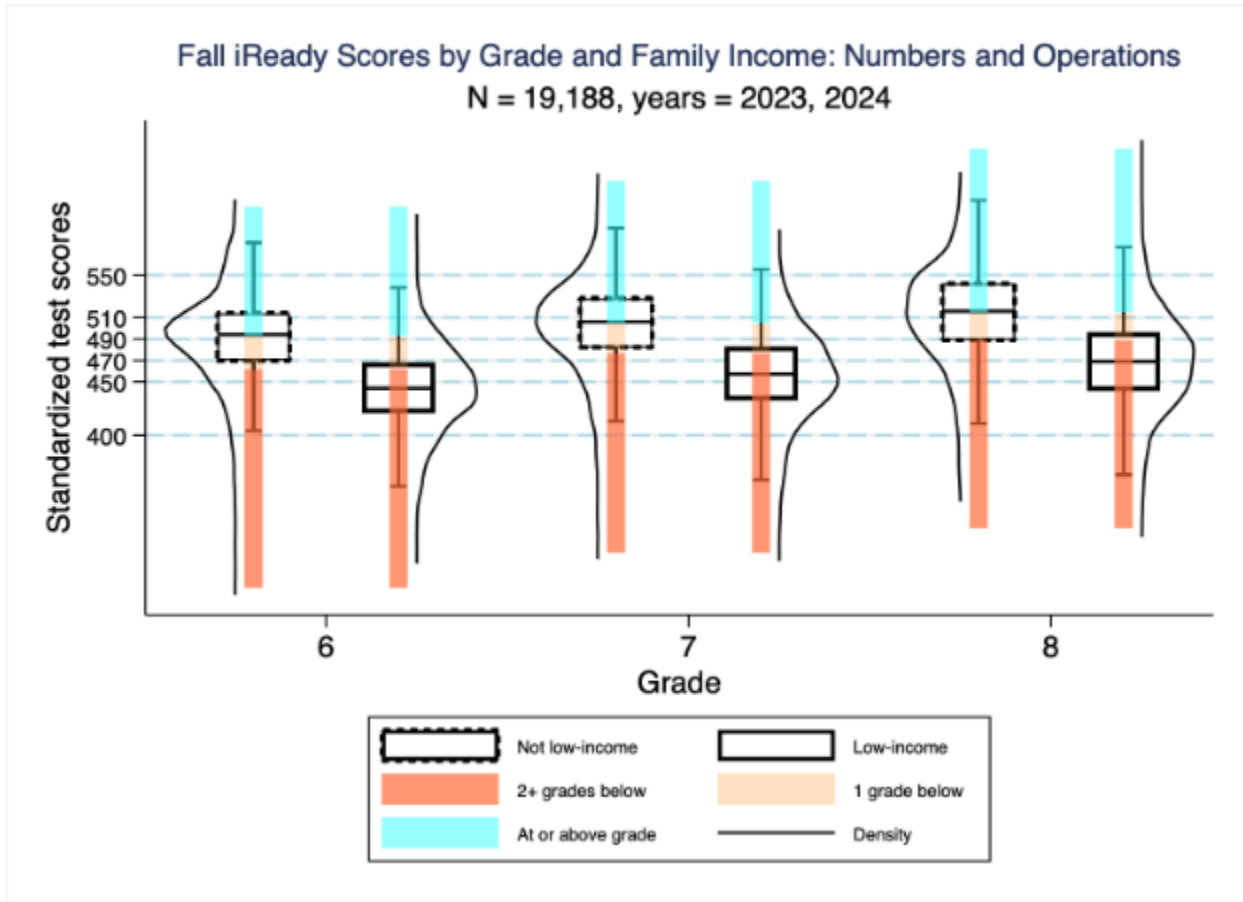 Fall iReady Scores by Grade and Family Income: Numbers and Operations
N = 19,188, years = 2023, 2024
Standardized test scores
550
510
490
470
450
400
6 7 8
Grade
Not low-income Low-income
2+ grades below 1 grade below
At or above grade Density